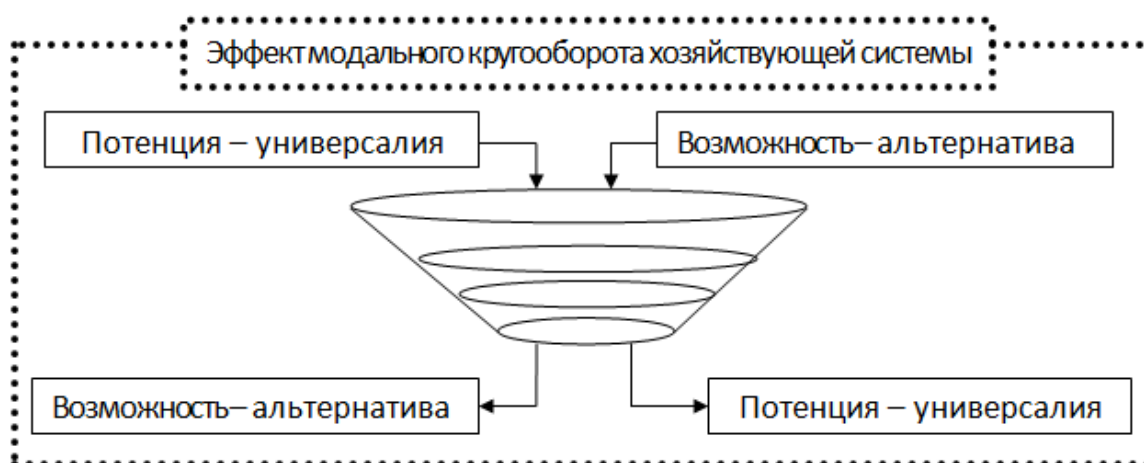 Эффект модального кругооборота хозяйствующей системы
Потенция – универсалия
Возможность– альтернатива
Возможность– альтернатива
Потенция – универсалия